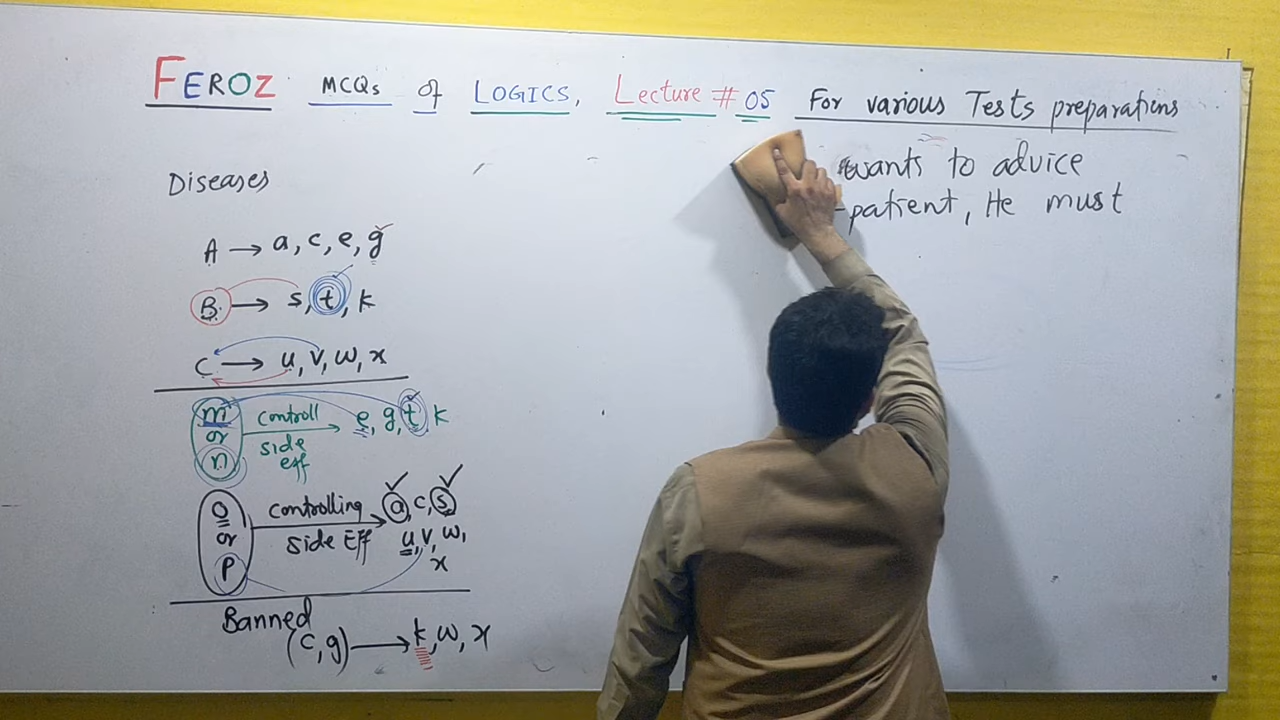 FEROZ MCQs of LOGICS, Lecture # 05 For various Tests preparations
wants to advice
patient, He must
Diseases
A → a, c, e, g
B → s, t, k
C → u, v, w, x
m or n controll side eff → e, g, t k
o or p controlling side Eff → a, c, s
u, v, w,
x
Banned
(c, g) → k, w, x